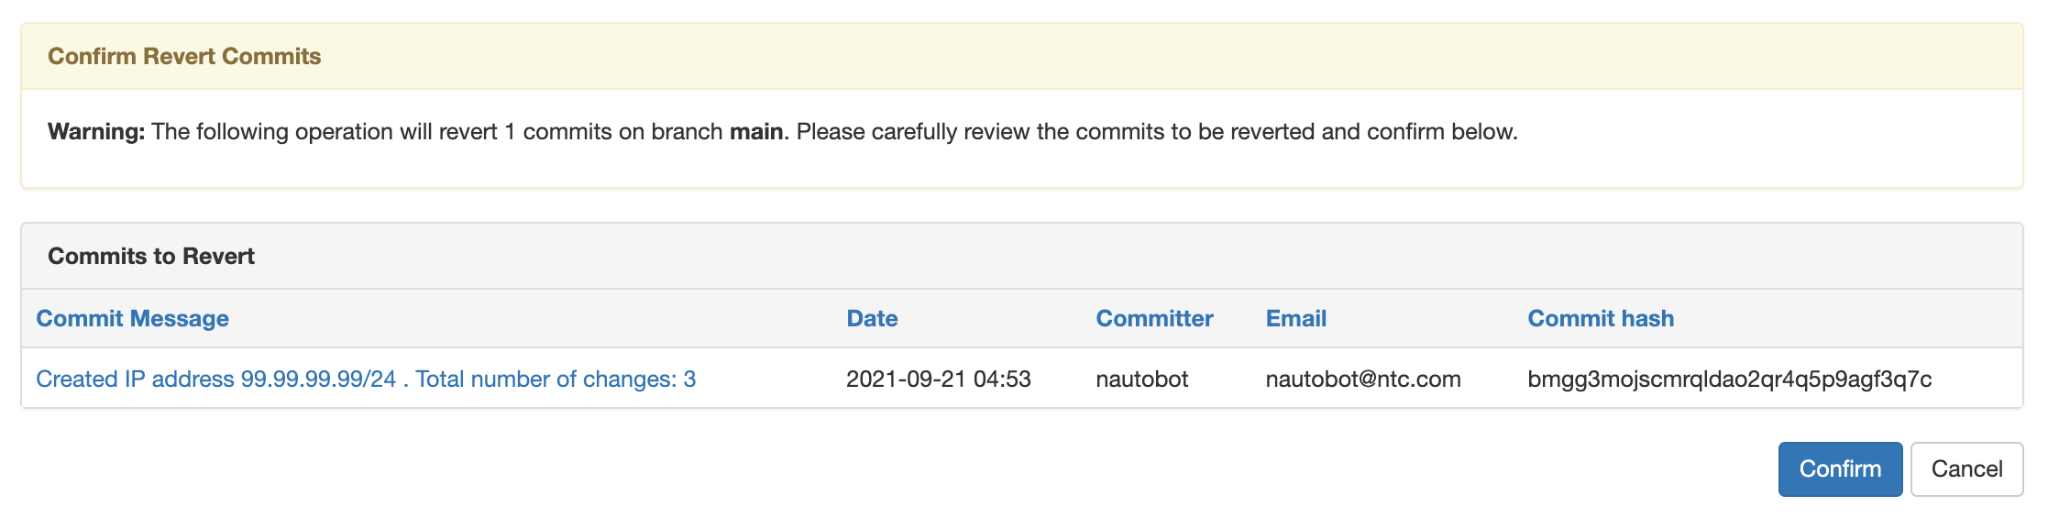 Confirm Revert Commits
Warning: The following operation will revert 1 commits on branch main. Please carefully review the commits to be reverted and confirm below.
Commits to Revert
Commit Message Date Committer Email Commit hash
Created IP address 99.99.99.99/24 . Total number of changes: 3 2021-09-21 04:53 nautobot nautobot@ntc.com bmgg3mojscmrqldao2qr4q5p9agf3q7c
Confirm Cancel